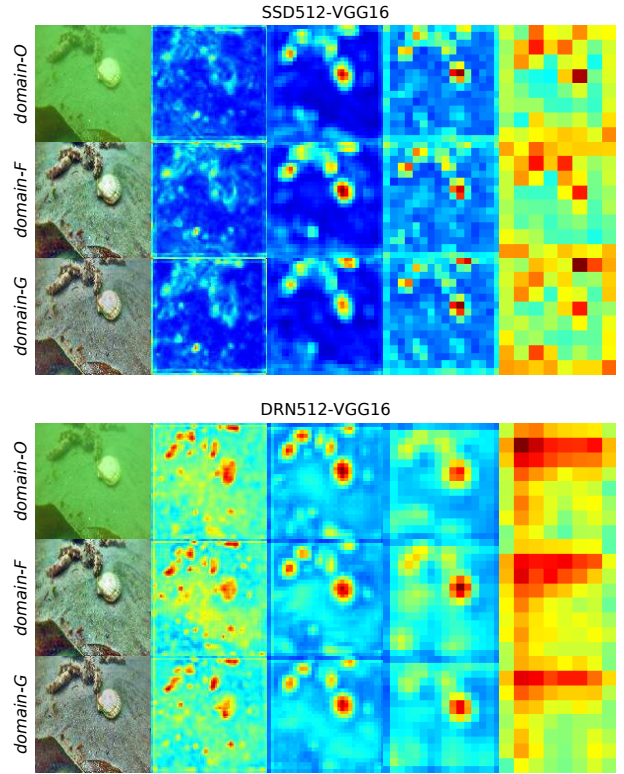 SSD512-VGG16
domain-O
domain-F
domain-G
DRN512-VGG16
domain-O
domain-F
domain-G